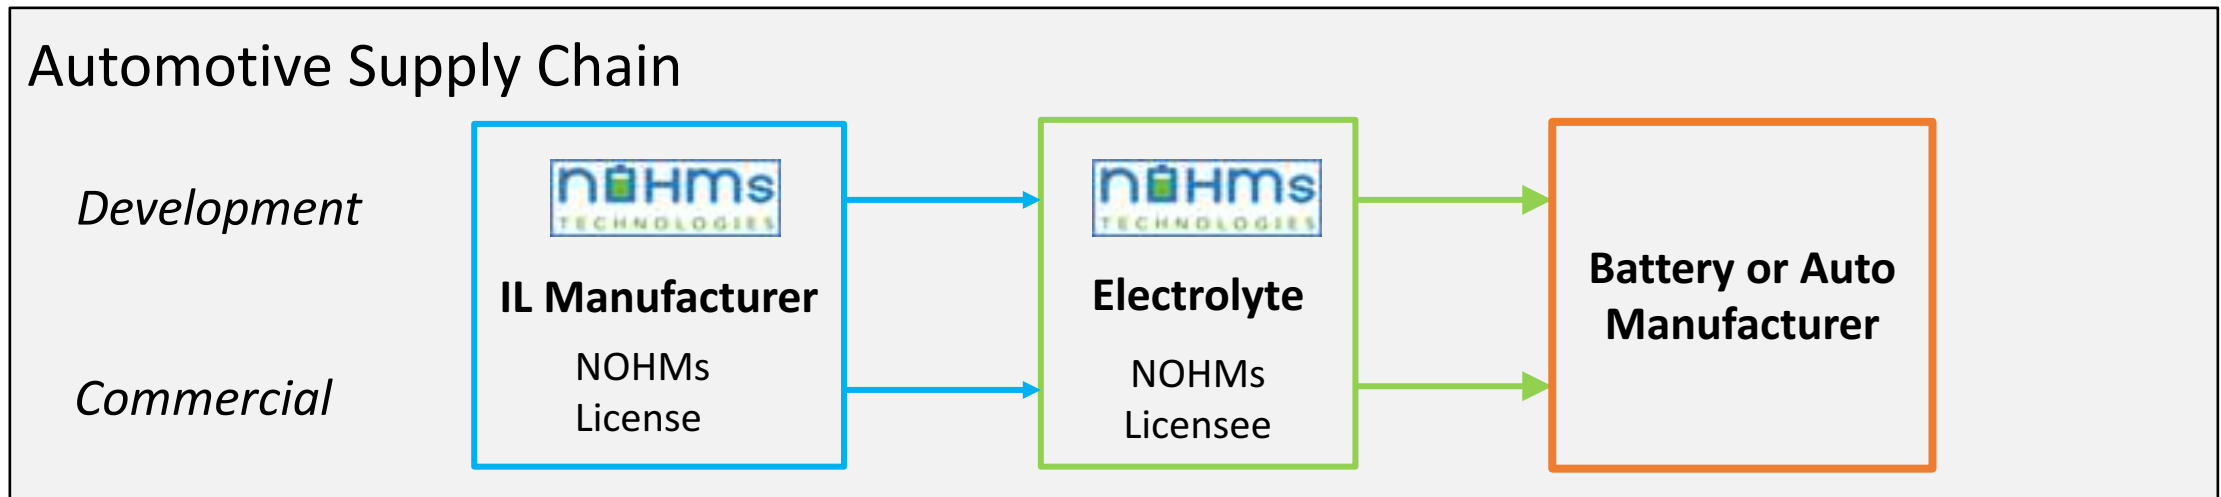 Automotive Supply Chain
Development
nOHms
TECHNOLOGIES
nOHms
TECHNOLOGIES
IL Manufacturer
Electrolyte
Battery or Auto
Manufacturer
Commercial
NOHMs
License
NOHMs
Licensee